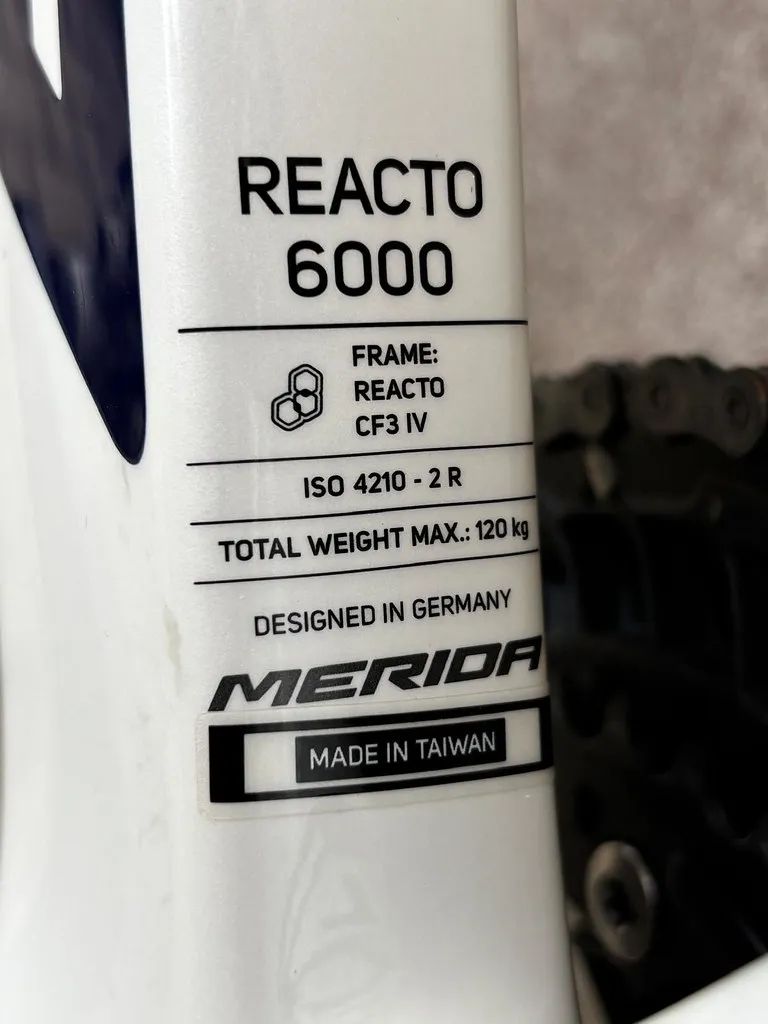 REACTO
6000
FRAME:
REACTO
CF3 IV
ISO 4210 - 2 R
TOTAL WEIGHT MAX.: 120 kg
DESIGNED IN GERMANY
MERIDA
MADE IN TAIWAN